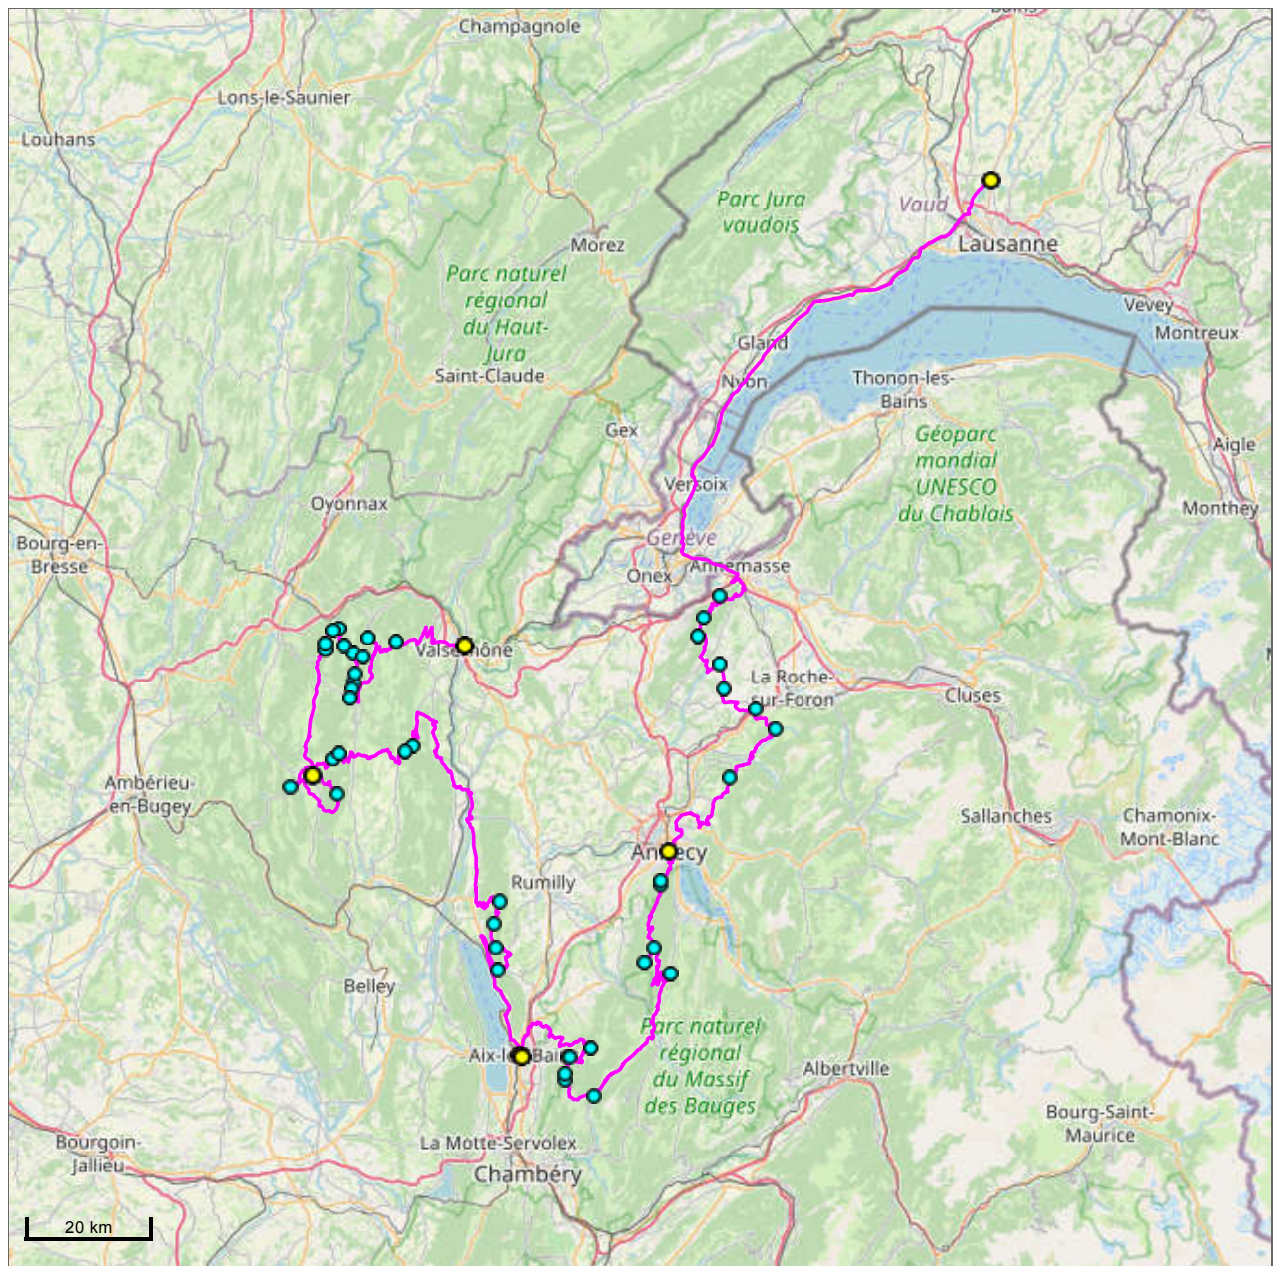 Champagnole
Lons-le-Saunier
Louhans
Parc Jura
vaudois
Vaud
Lausanne
Morez
Parc naturel
régional
du Haut-
Jura
Vevey
Montreux
Gland
Saint-Claude
Nyon
Thonon-les-
Bains
Gex
Géoparc
mondial
UNESCO
du Chablais
Aigle
Versoix
Oyonnax
Monthey
Bourg-en-
Bresse
Genève
Onex
Annemasse
La Roche-
sur-Foron
Cluses
Ambérieu-
en-Bugey
Sallanches
Chamonix-
Mont-Blanc
Rumilly
Belley
Parc naturel
régional
du Massif
des Bauges
Albertville
Bourg-Saint-
Maurice
Bourgoin-
Jallieu
La Motte-Servolex
Chambéry
20 km